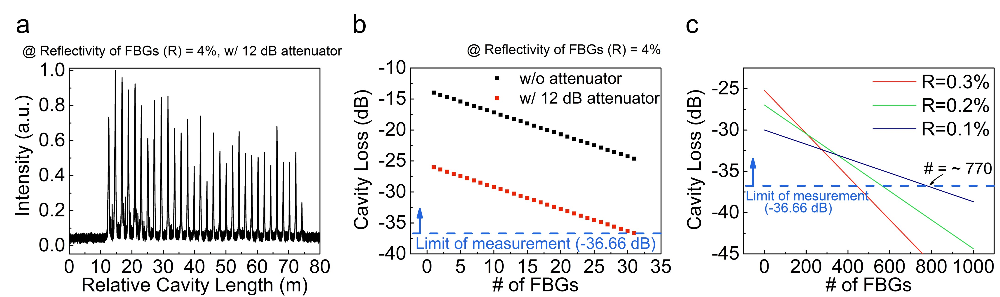 a
@ Reflectivity of FBGs (R) = 4%, w/ 12 dB attenuator
1.0
0.8
0.6
0.4
0.2
0.0
Intensity (a.u.)
0 10 20 30 40 50 60 70 80
Relative Cavity Length (m)
b
@ Reflectivity of FBGs (R) = 4%
-10
-15
-20
-25
-30
-35
-40
Cavity Loss (dB)
w/o attenuator
w/ 12 dB attenuator
Limit of measurement (-36.66 dB)
0 5 10 15 20 25 30 35
# of FBGs
c
-25
-30
-35
-40
-45
Cavity Loss (dB)
R=0.3%
R=0.2%
R=0.1%
# = ~ 770
Limit of mesurement
(-36.66 dB)
0 200 400 600 800 1000
# of FBGs